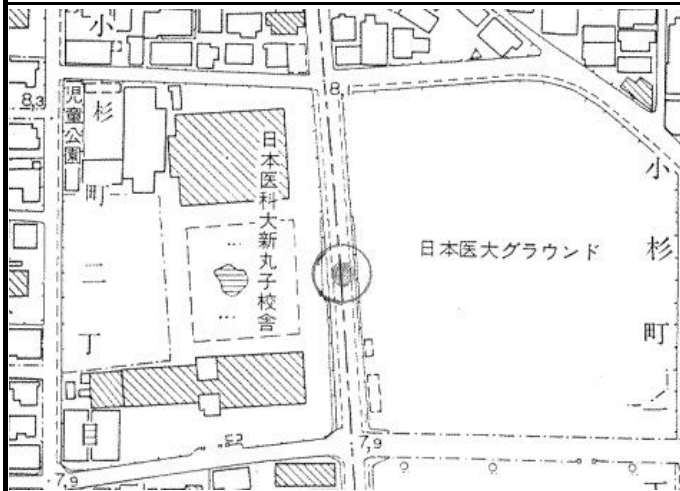 小
杉
町
二
丁
8,3
児童公園
日本医科大新丸子校舎
8,
日本医大グラウンド
小
杉
町
二
丁
7,9
7,9